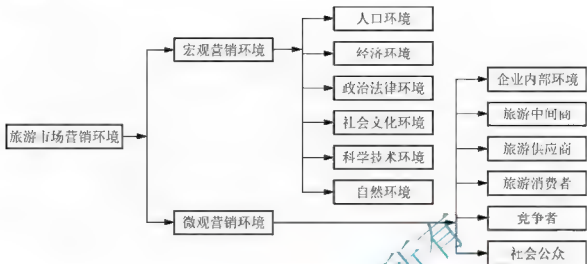 旅游市场营销环境
宏观营销环境
人口环境
经济环境
政治法律环境
社会文化环境
科学技术环境
自然环境
微观营销环境
企业内部环境
旅游中间商
旅游供应商
旅游消费者
竞争者
社会公众
所有